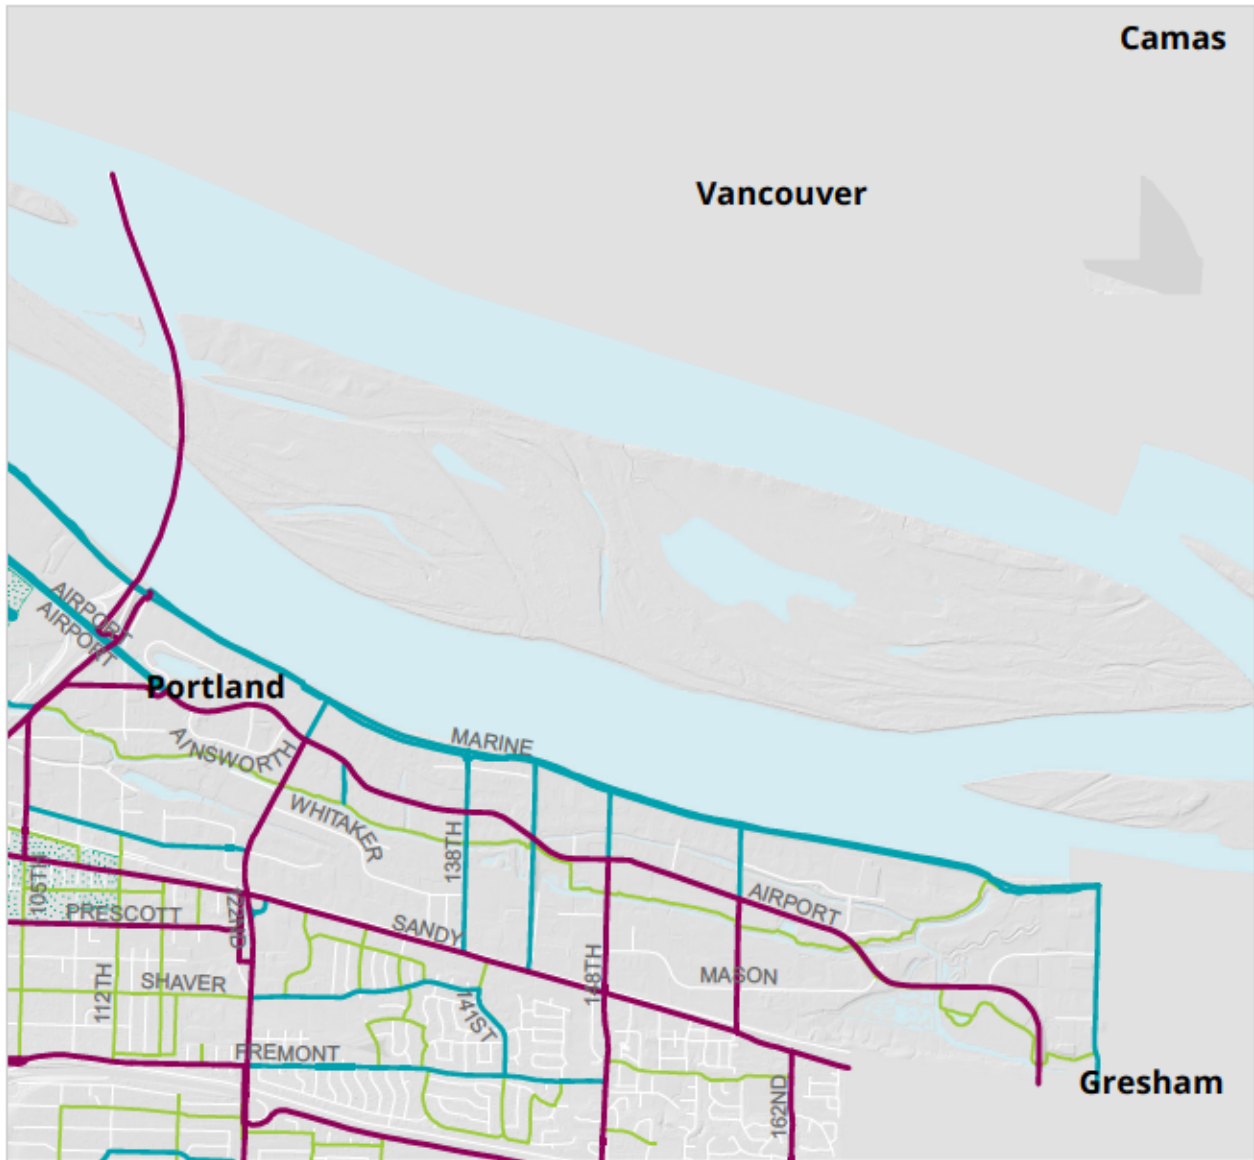 Camas
Vancouver
AIRPORT
AIRPORT
Portland
AINSWORTH
MARINE
WHITAKER
138TH
105TH
PRESCOTT
122ND
SANDY
AIRPORT
148TH
MASON
112TH
SHAVER
141ST
FREMONT
162ND
Gresham